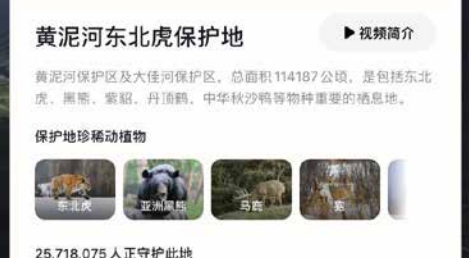 黄泥河东北虎保护地
▶ 视频简介
黄泥河保护区及大佳河保护区，总面积114187公顷，是包括东北
虎、黑熊、紫貂、丹顶鹤、中华秋沙鸭等物种重要的栖息地。
保护地珍稀动植物
东北虎
亚洲黑熊
马鹿
狍
25,718,075人正守护此地